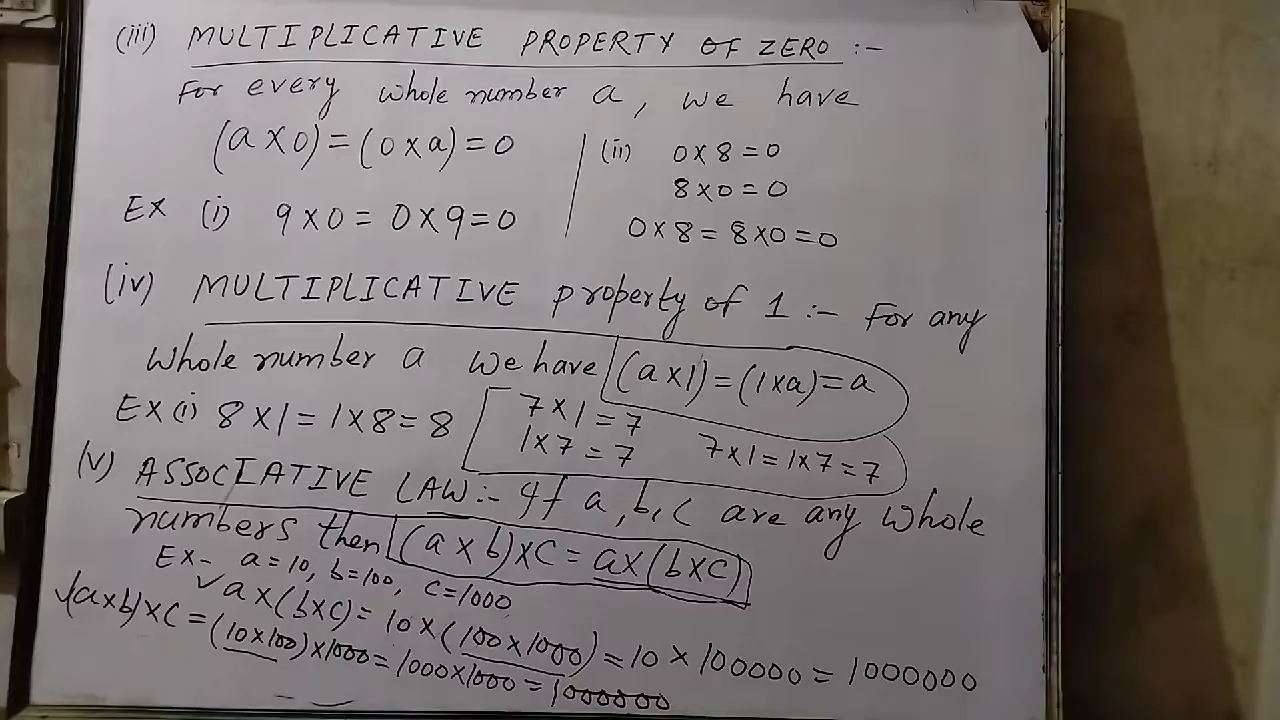 (iii) MULTIPLICATIVE PROPERTY OF ZERO :-
For every whole number a, we have
(a×0)=(0×a)=0
Ex (i) 9×0=0×9=0
(ii) 0×8=0
8×0=0
0×8=8×0=0
(iv) MULTIPLICATIVE property of 1 :- For any
whole number a we have (a×1)=(1×a)=a
Ex (i) 8×1=1×8=8
7×1=7
1×7=7 7×1=1×7=7
(v) ASSOCIATIVE LAW :- If a, b, c are any whole
numbers then (a×b)×c=a×(b×c)
Ex- a=10, b=100, c=1000
✓a×(b×c)=10×(100×1000)=10×100000=1000000
✓(a×b)×c=(10×100)×1000=1000×1000=1000000